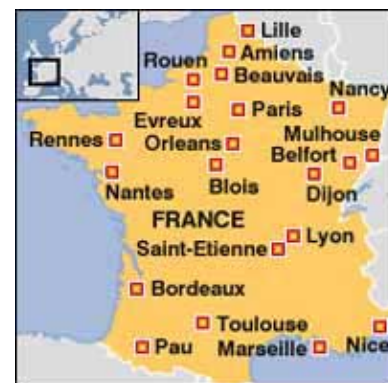 Lille
Amiens
Rouen
Beauvais
Nancy
Evreux
Paris
Mulhouse
Rennes
Orleans
Belfort
Nantes
Blois
Dijon
FRANCE
Lyon
Saint-Etienne
Bordeaux
Toulouse
Pau
Marseille
Nice